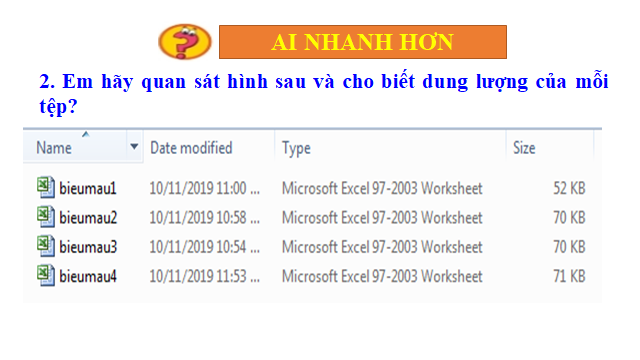 AI NHANH HƠN
2. Em hãy quan sát hình sau và cho biết dung lượng của mỗi
tệp?
Name Date modified Type Size
bieumau1 10/11/2019 11:00 ... Microsoft Excel 97-2003 Worksheet 52 KB
bieumau2 10/11/2019 10:58 ... Microsoft Excel 97-2003 Worksheet 70 KB
bieumau3 10/11/2019 10:54 ... Microsoft Excel 97-2003 Worksheet 70 KB
bieumau4 10/11/2019 11:53 ... Microsoft Excel 97-2003 Worksheet 71 KB